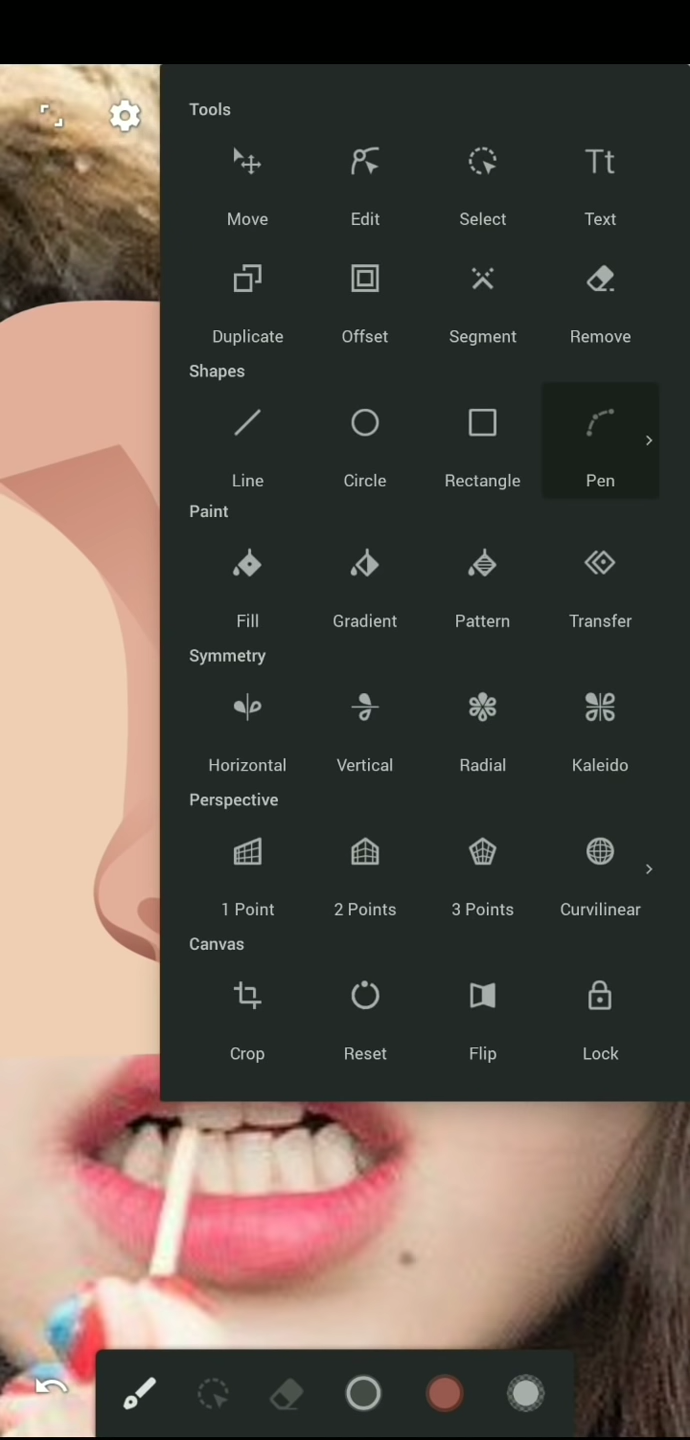 Tools
Move Edit Select Text
Duplicate Offset Segment Remove
Shapes
Line Circle Rectangle Pen
Paint
Fill Gradient Pattern Transfer
Symmetry
Horizontal Vertical Radial Kaleido
Perspective
1 Point 2 Points 3 Points Curvilinear
Canvas
Crop Reset Flip Lock